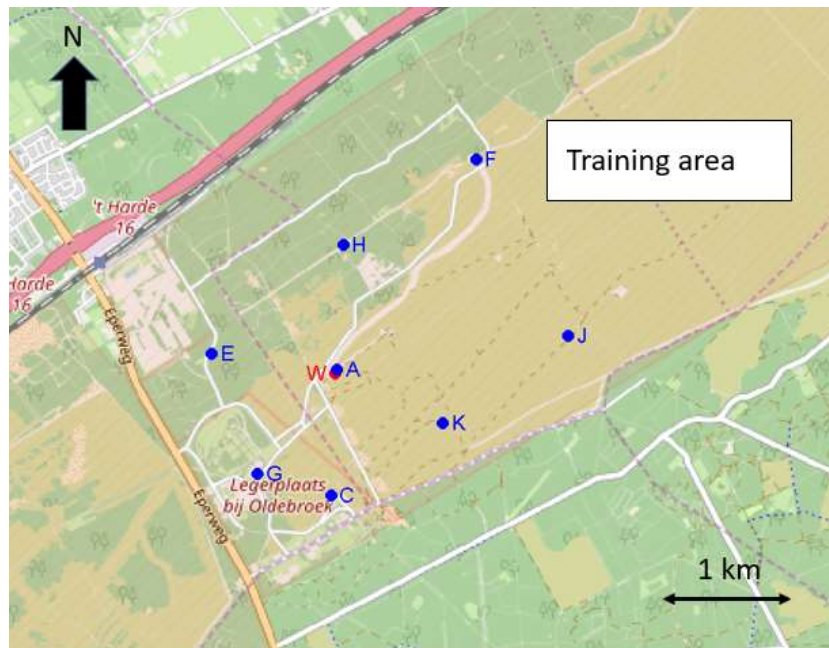 N
Training area
F
't Harde
16
H
Harde
16
Eperweg
E
J
W
A
K
G
Legerplaats
bij Oldebroek
C
Eperweg
1 km